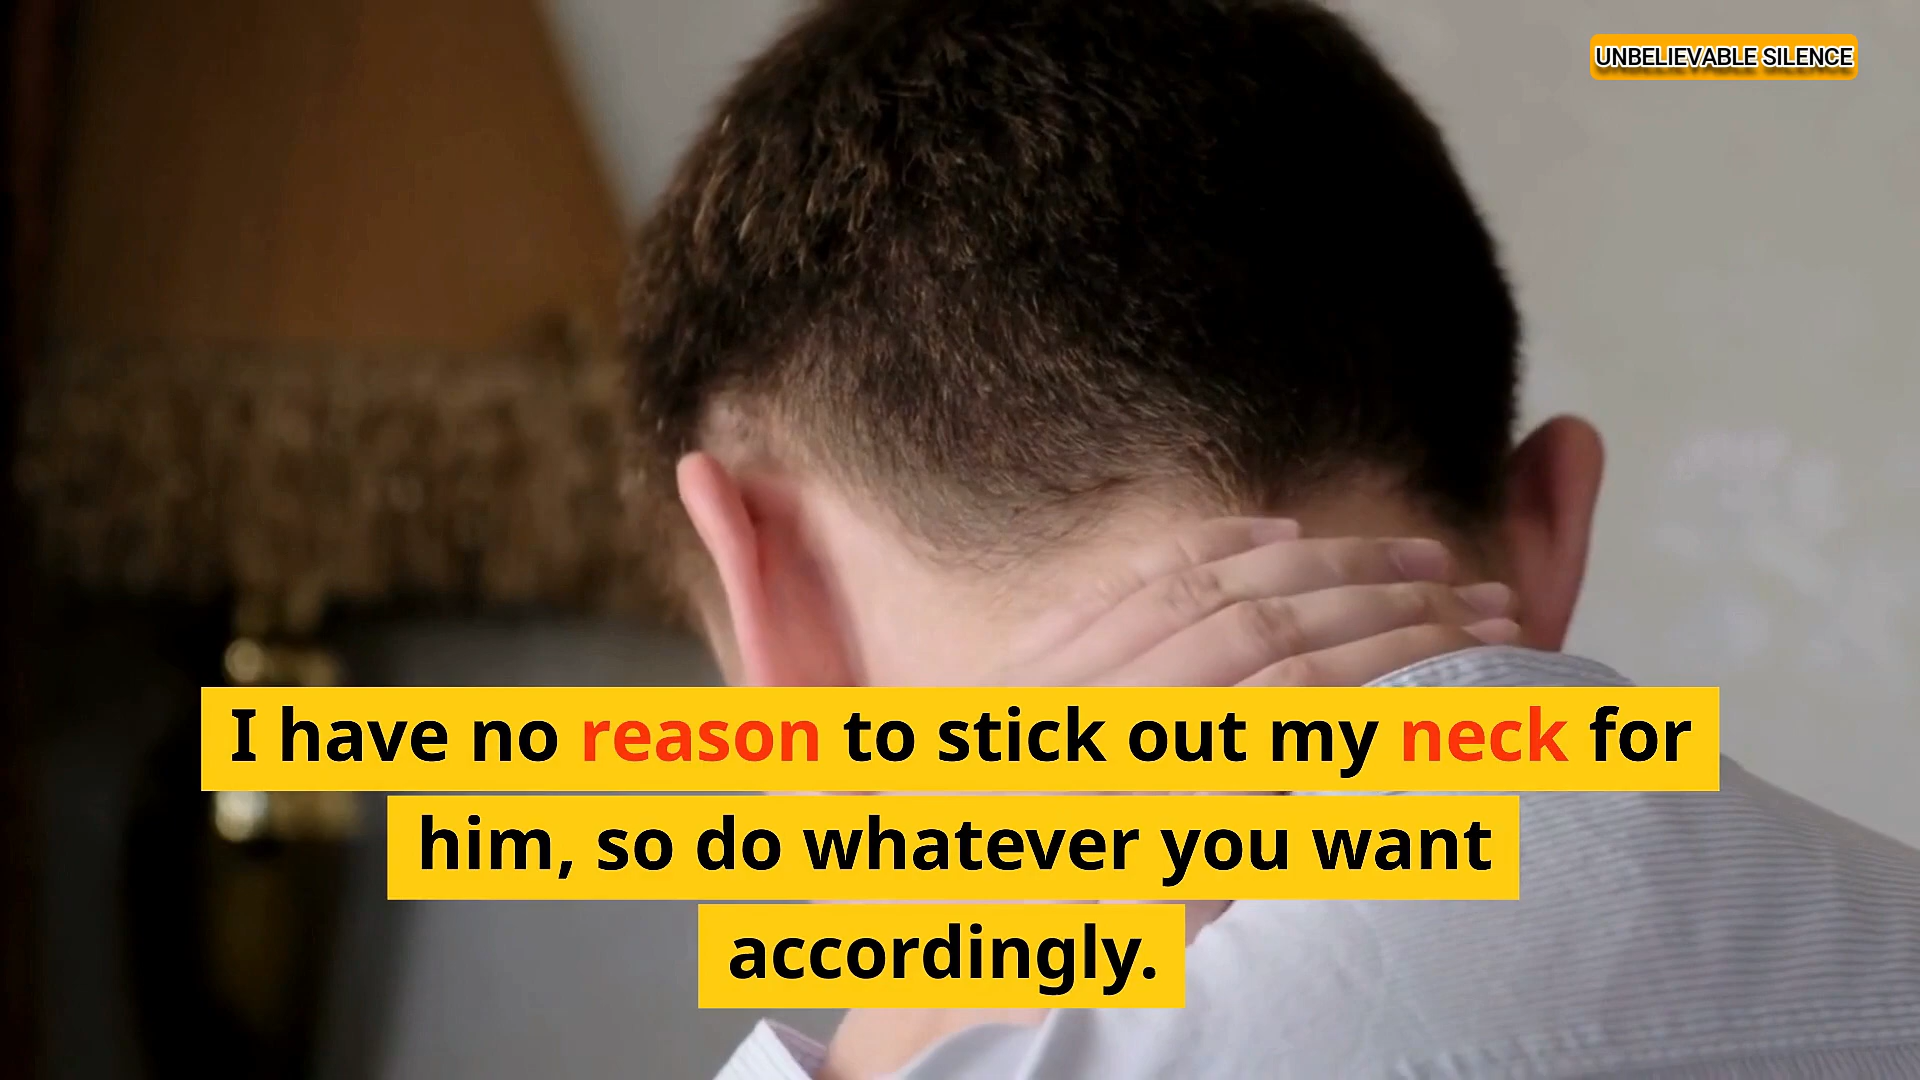 UNBELIEVABLE SILENCE
I have no reason to stick out my neck for
him, so do whatever you want
accordingly.